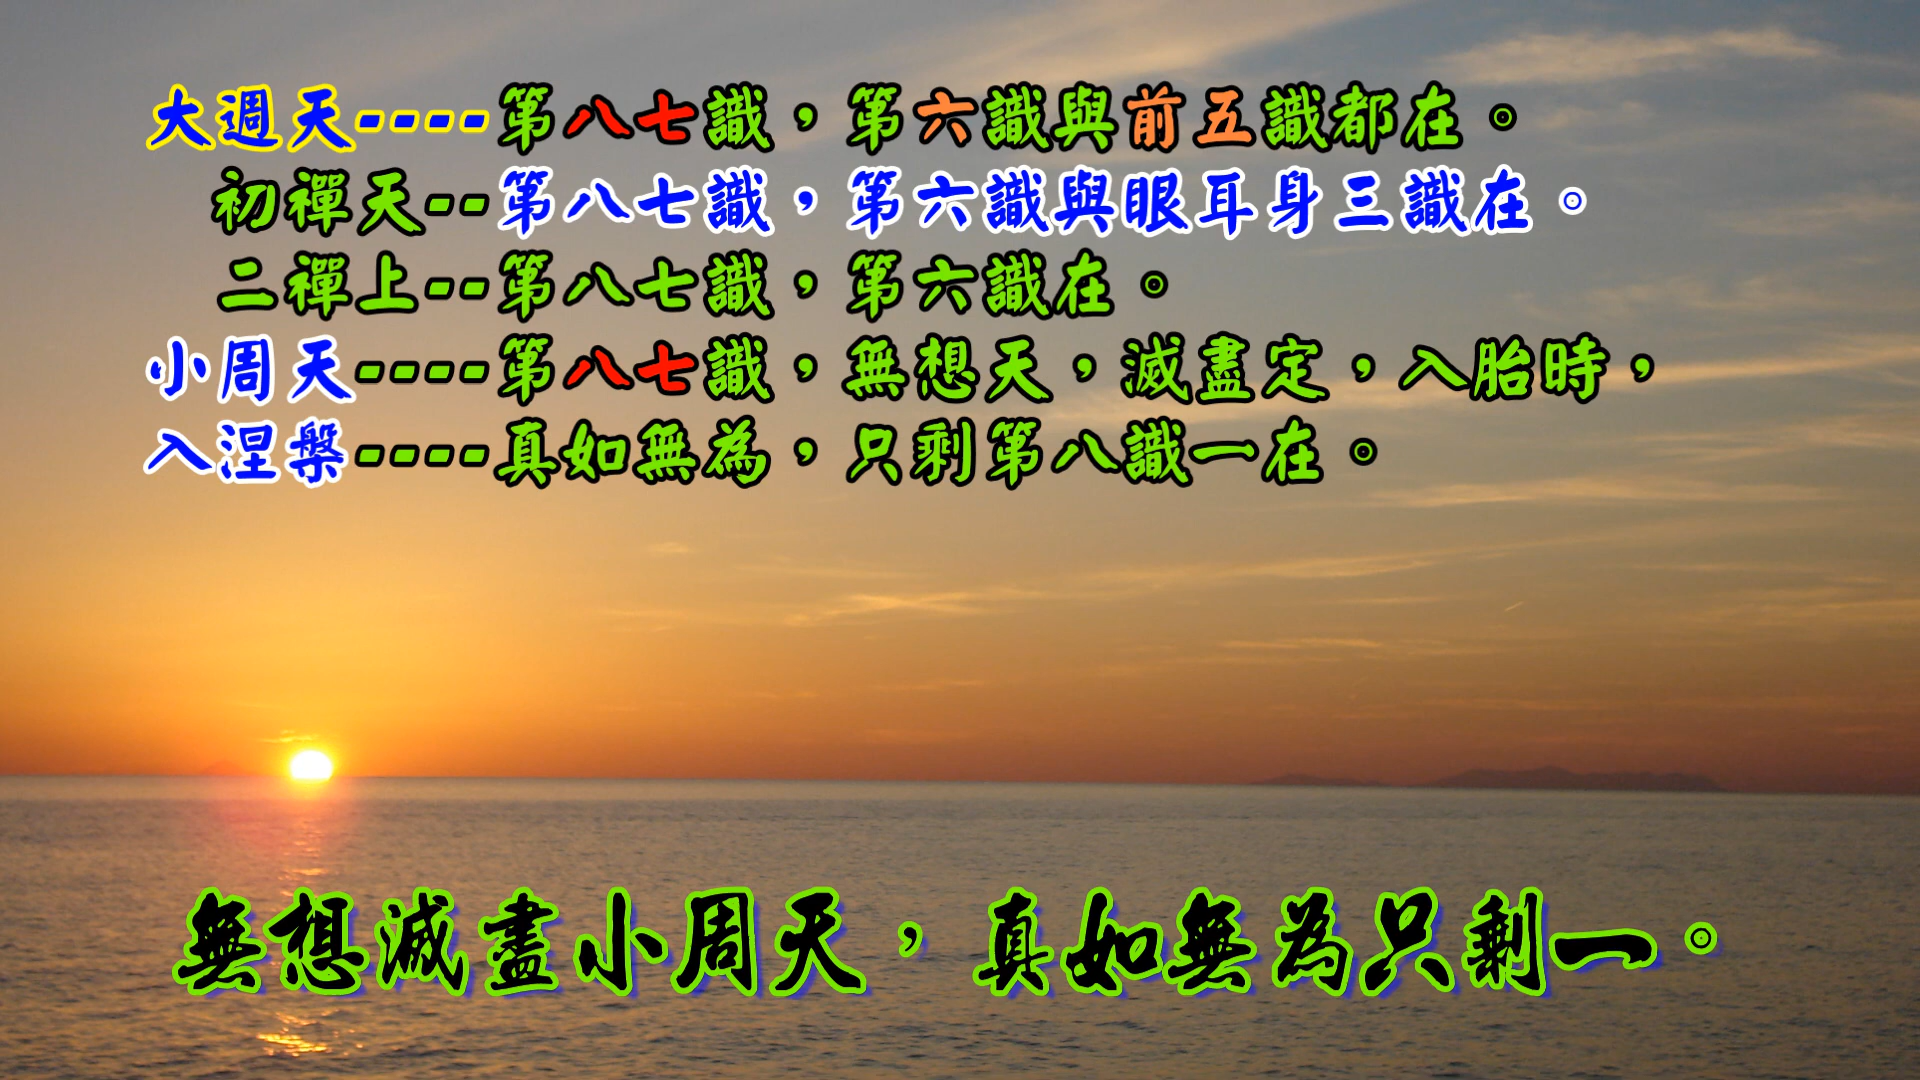 大週天----第八七識，第六識與前五識都在。
初禪天--第八七識，第六識與眼耳身三識在。
二禪上--第八七識，第六識在。
小周天----第八七識，無想天，滅盡定，入胎時，
入涅槃----真如無為，只剩第八識一在。
無想滅盡小周天，真如無為只剩一。